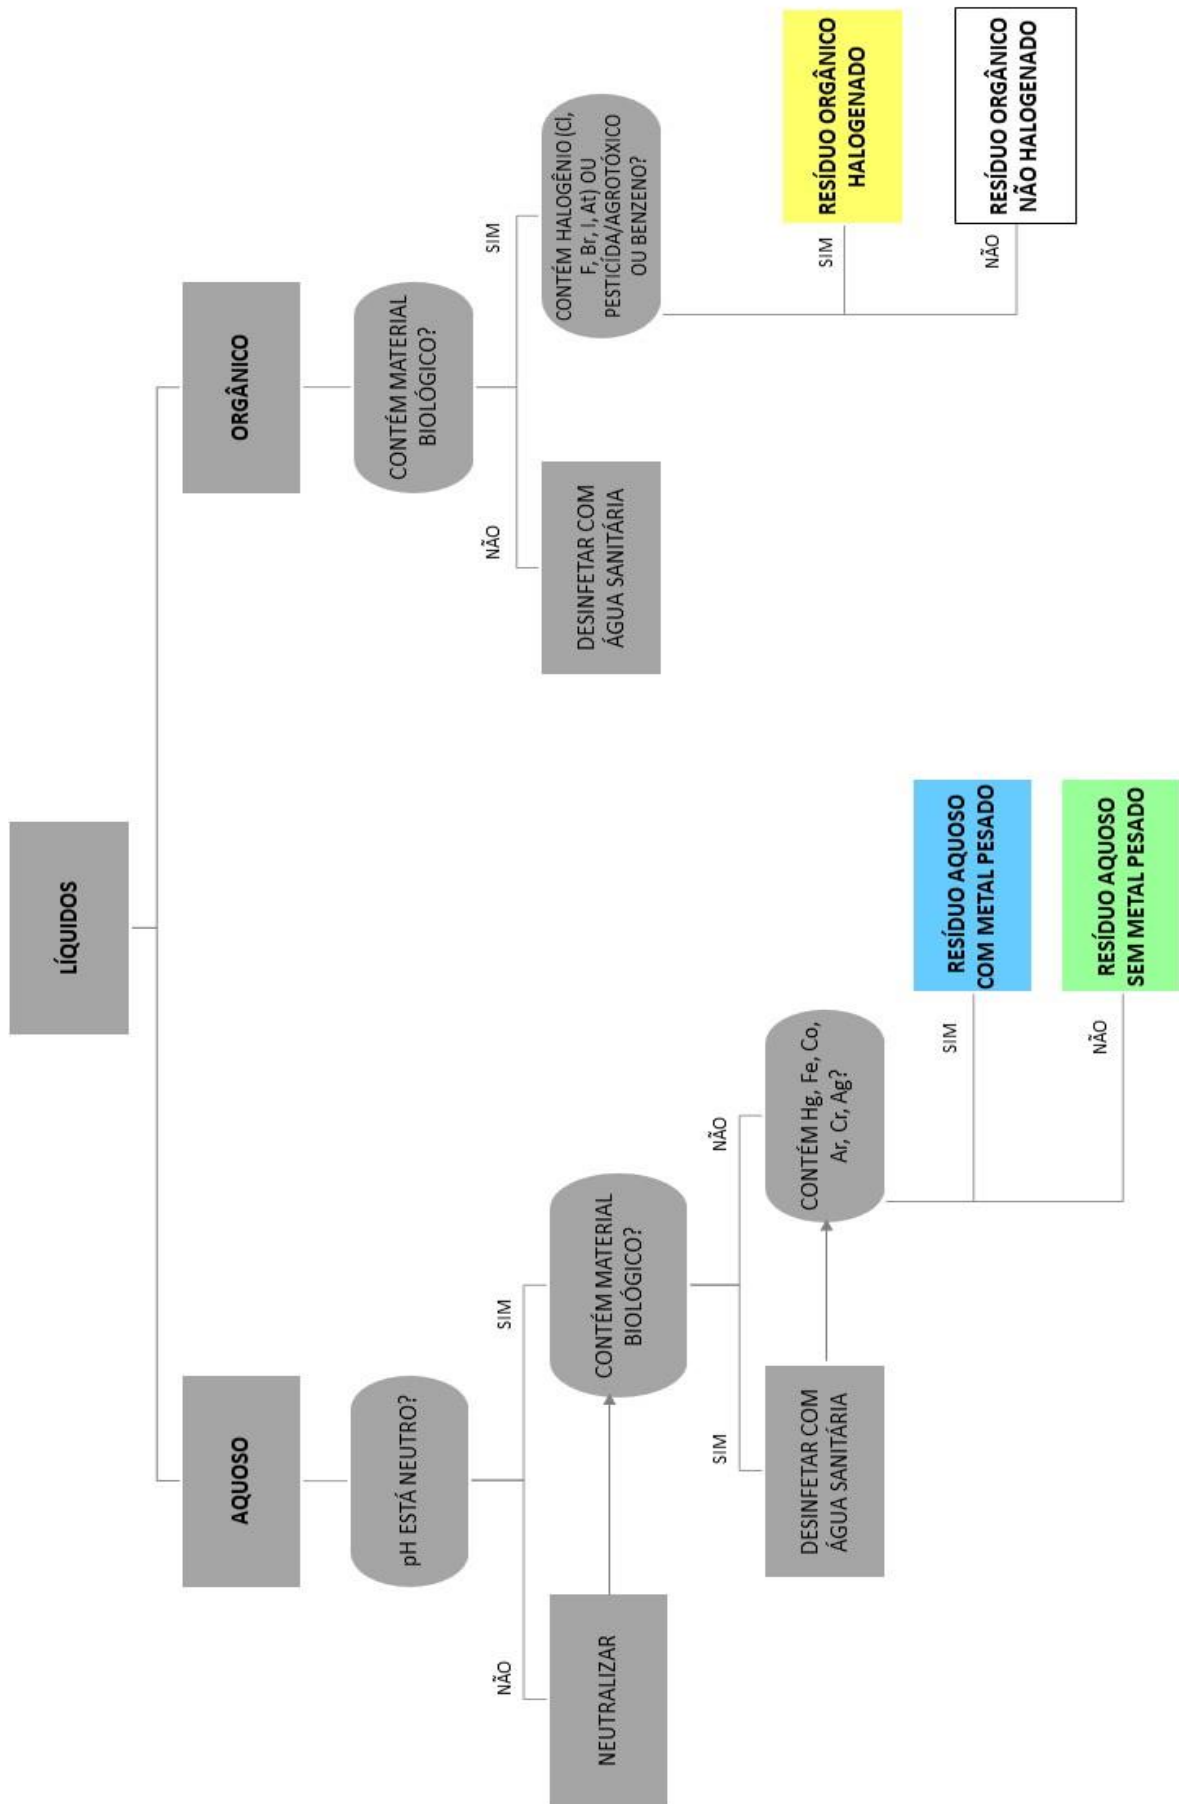 LÍQUIDOS
AQUOSO
ORGÂNICO
pH ESTÁ NEUTRO?
CONTÉM MATERIAL
BIOLÓGICO?
NÃO
SIM
NÃO
SIM
NEUTRALIZAR
CONTÉM MATERIAL
BIOLÓGICO?
DESINFETAR COM
ÁGUA SANITÁRIA
CONTÉM HALOGÊNIO (Cl,
F, Br, I, At) OU
PESTICÍDA/AGROTÓXICO
OU BENZENO?
SIM
NÃO
DESINFETAR COM
ÁGUA SANITÁRIA
CONTÉM Hg, Fe, Co,
Ar, Cr, Ag?
SIM
RESÍDUO ORGÂNICO
HALOGENADO
NÃO
RESÍDUO ORGÂNICO
NÃO HALOGENADO
SIM
RESÍDUO AQUOSO
COM METAL PESADO
NÃO
RESÍDUO AQUOSO
SEM METAL PESADO